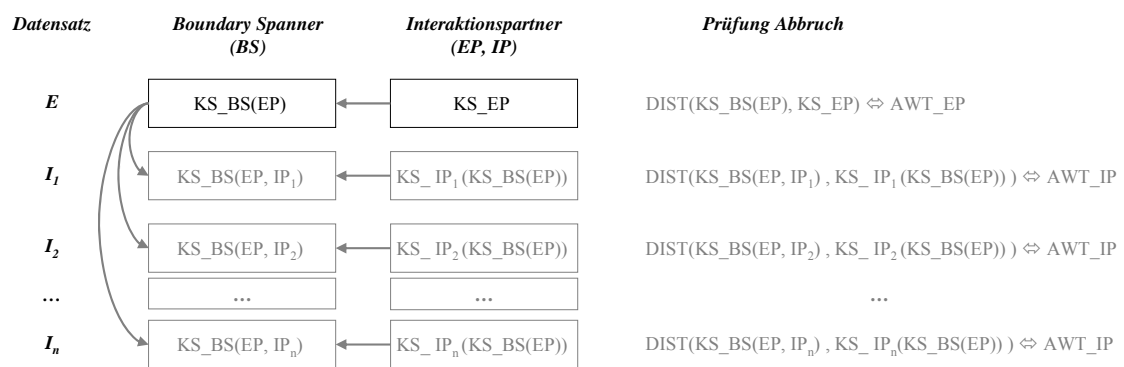 Datensatz Boundary Spanner Interaktionspartner Prüfung Abbruch
(BS) (EP, IP)
E KS_BS(EP) KS_EP DIST(KS_BS(EP), KS_EP) ⇔ AWT_EP
I₁ KS_BS(EP, IP₁) KS_ IP₁ (KS_BS(EP)) DIST(KS_BS(EP, IP₁) , KS_ IP₁ (KS_BS(EP)) ) ⇔ AWT_IP
I₂ KS_BS(EP, IP₂) KS_ IP₂ (KS_BS(EP)) DIST(KS_BS(EP, IP₂) , KS_ IP₂ (KS_BS(EP)) ) ⇔ AWT_IP
... ... ... ...
Iₙ KS_BS(EP, IPₙ) KS_ IPₙ (KS_BS(EP)) DIST(KS_BS(EP, IPₙ) , KS_ IPₙ(KS_BS(EP)) ) ⇔ AWT_IP